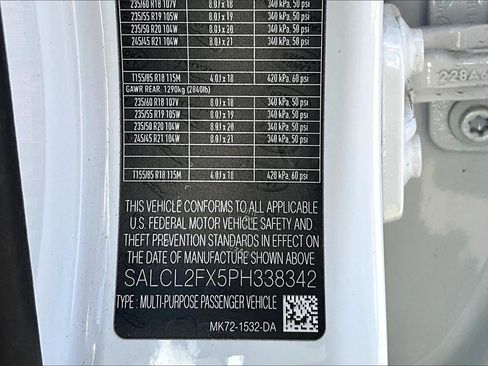 235/60 R18 107V 8.0J x 18 340 kPa, 50 psi
235/55 R19 105W 8.0J x 19 340 kPa, 50 psi
235/50 R20 104W 8.0J x 20 340 kPa, 50 psi
245/45 R21 104W 8.0J x 21 340 kPa, 50 psi
T155/85 R18 115M 4.0J x 18 420 kPa, 60 psi
GAWR REAR: 1290kg (2840lb)
235/60 R18 107V 8.0J x 18 340 kPa, 50 psi
235/55 R19 105W 8.0J x 19 340 kPa, 50 psi
235/50 R20 104W 8.0J x 20 340 kPa, 50 psi
245/45 R21 104W 8.0J x 21 340 kPa, 50 psi
T155/85 R18 115M 4.0J x 18 420 kPa, 60 psi
THIS VEHICLE CONFORMS TO ALL APPLICABLE
U.S. FEDERAL MOTOR VEHICLE SAFETY AND
THEFT PREVENTION STANDARDS IN EFFECT ON
THE DATE OF MANUFACTURE SHOWN ABOVE.
SALCL2FX5PH338342
TYPE : MULTI-PURPOSE PASSENGER VEHICLE
MK72-1532-DA